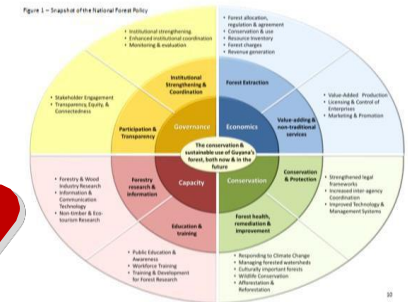 Figure 1 – Snapshot of the National Forest Policy
• Institutional strengthening
• Enhanced institutional coordination
• Monitoring & evaluation
• Forest allocation,
regulation & agreement
• Conservation & use
• Resource inventory
• Forest charges
• Revenue generation
Institutional
Strengthening &
Coordination
Forest Extraction
• Stakeholder Engagement
• Transparency, Equity, &
Connectedness
Participation &
Transparency
Governance
Economics
Value-adding &
non-traditional
services
• Value-Added Production
• Licensing & Control of
Enterprises
• Marketing & Promotion
The conservation &
sustainable use of Guyana's
forest, both now & in the
future
• Forestry & Wood
Industry Research
• Information &
Communication
Technology
• Non-timber & Eco-
tourism Research
Forestry
research &
information
Capacity
Conservation
Conservation
& Protection
• Strengthened legal
frameworks
• Increased inter-agency
Coordination
• Improved Technology &
Management Systems
Education &
training
Forest health,
remediation &
improvement
• Public Education &
Awareness
• Workforce Training
• Training & Development
for Forest Research
• Responding to Climate Change
• Managing forested watersheds
• Culturally important forests
• Wildlife Conservation
• Afforestation &
Reforestation
10